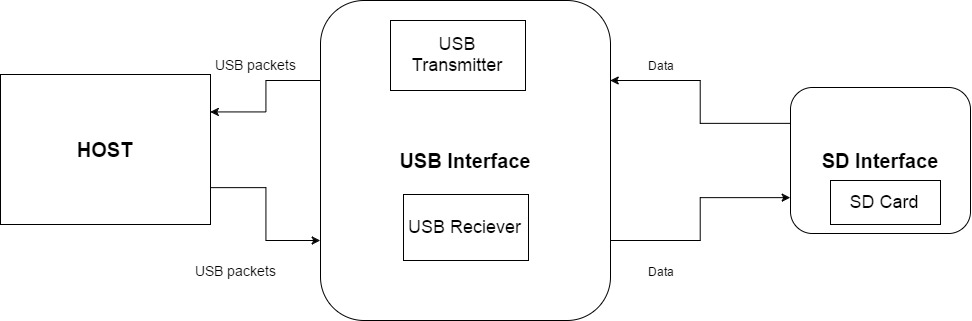 USB
Transmitter
USB packets
Data
HOST
USB Interface
SD Interface
SD Card
USB Reciever
USB packets
Data